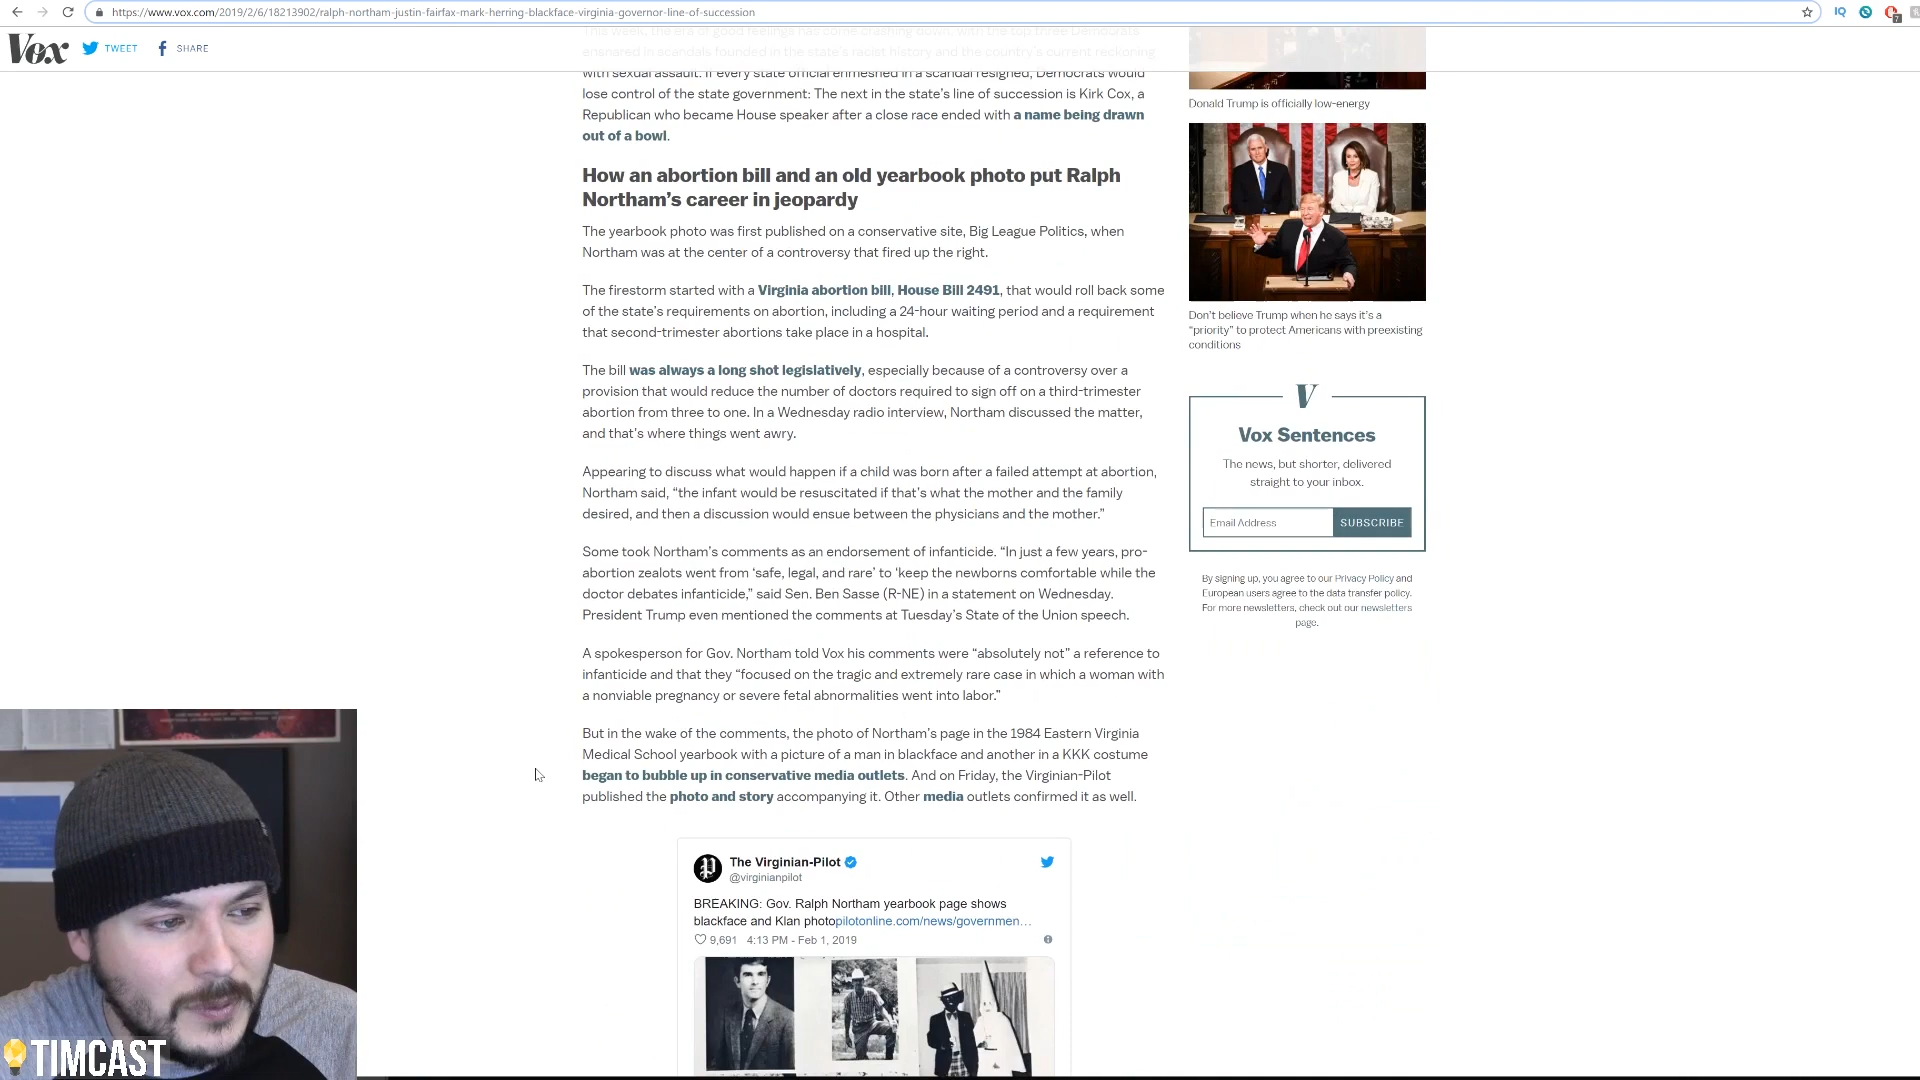 https://www.vox.com/2019/2/6/18213902/ralph-northam-justin-fairfax-mark-herring-blackface-virginia-governor-line-of-succession
IQ
7
Vox
TWEET
SHARE
This week, the era of good feelings has come crashing down, with the top three Democrats
ensnared in scandals founded in the state's racist history and the country's current reckoning
with sexual assault. If every state official enmeshed in a scandal resigned, Democrats would
lose control of the state government: The next in the state's line of succession is Kirk Cox, a
Republican who became House speaker after a close race ended with a name being drawn
out of a bowl.
How an abortion bill and an old yearbook photo put Ralph
Northam's career in jeopardy
The yearbook photo was first published on a conservative site, Big League Politics, when
Northam was at the center of a controversy that fired up the right.
The firestorm started with a Virginia abortion bill, House Bill 2491, that would roll back some
of the state's requirements on abortion, including a 24-hour waiting period and a requirement
that second-trimester abortions take place in a hospital.
The bill was always a long shot legislatively, especially because of a controversy over a
provision that would reduce the number of doctors required to sign off on a third-trimester
abortion from three to one. In a Wednesday radio interview, Northam discussed the matter,
and that's where things went awry.
Appearing to discuss what would happen if a child was born after a failed attempt at abortion,
Northam said, “the infant would be resuscitated if that's what the mother and the family
desired, and then a discussion would ensue between the physicians and the mother.”
Some took Northam's comments as an endorsement of infanticide. “In just a few years, pro-
abortion zealots went from ‘safe, legal, and rare’ to ‘keep the newborns comfortable while the
doctor debates infanticide,” said Sen. Ben Sasse (R-NE) in a statement on Wednesday.
President Trump even mentioned the comments at Tuesday's State of the Union speech.
A spokesperson for Gov. Northam told Vox his comments were “absolutely not” a reference to
infanticide and that they “focused on the tragic and extremely rare case in which a woman with
a nonviable pregnancy or severe fetal abnormalities went into labor.”
But in the wake of the comments, the photo of Northam's page in the 1984 Eastern Virginia
Medical School yearbook with a picture of a man in blackface and another in a KKK costume
began to bubble up in conservative media outlets. And on Friday, the Virginian-Pilot
published the photo and story accompanying it. Other media outlets confirmed it as well.
The Virginian-Pilot
@virginianpilot
BREAKING: Gov. Ralph Northam yearbook page shows
blackface and Klan photopilotonline.com/news/governmen…
9,691 4:13 PM - Feb 1, 2019
Donald Trump is officially low-energy
Don't believe Trump when he says it's a
“priority” to protect Americans with preexisting
conditions
V
Vox Sentences
The news, but shorter, delivered
straight to your inbox.
Email Address
SUBSCRIBE
By signing up, you agree to our Privacy Policy and
European users agree to the data transfer policy.
For more newsletters, check out our newsletters
page.
TIMCAST